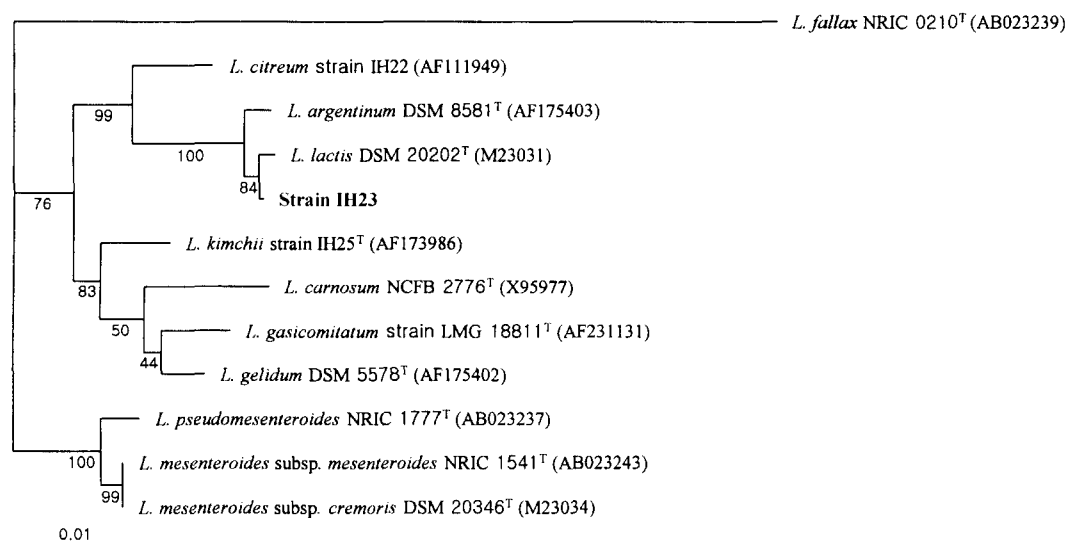 L. fallax NRIC 0210ᵀ (AB023239)
L. citreum strain IH22 (AF111949)
99
L. argentinum DSM 8581ᵀ (AF175403)
100
L. lactis DSM 20202ᵀ (M23031)
84
Strain IH23
76
L. kimchii strain IH25ᵀ (AF173986)
83
L. carnosum NCFB 2776ᵀ (X95977)
50
L. gasicomitatum strain LMG 18811ᵀ (AF231131)
44
L. gelidum DSM 5578ᵀ (AF175402)
L. pseudomesenteroides NRIC 1777ᵀ (AB023237)
100
L. mesenteroides subsp. mesenteroides NRIC 1541ᵀ (AB023243)
99
L. mesenteroides subsp. cremoris DSM 20346ᵀ (M23034)
0.01